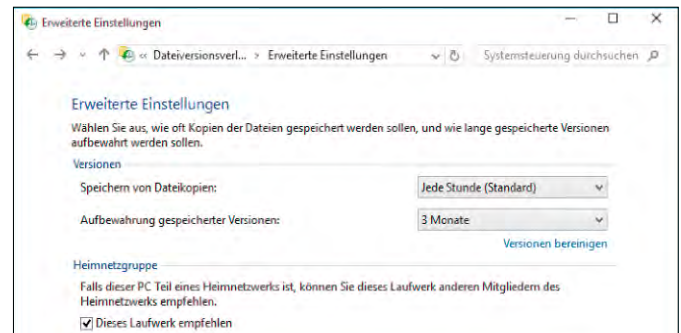 Erweiterte Einstellungen
« Dateiversionsverl... › Erweiterte Einstellungen Systemsteuerung durchsuchen
Erweiterte Einstellungen
Wählen Sie aus, wie oft Kopien der Dateien gespeichert werden sollen, und wie lange gespeicherte Versionen
aufbewahrt werden sollen.
Versionen
Speichern von Dateikopien: Jede Stunde (Standard)
Aufbewahrung gespeicherter Versionen: 3 Monate
Versionen bereinigen
Heimnetzgruppe
Falls dieser PC Teil eines Heimnetzwerks ist, können Sie dieses Laufwerk anderen Mitgliedern des
Heimnetzwerks empfehlen.
Dieses Laufwerk empfehlen